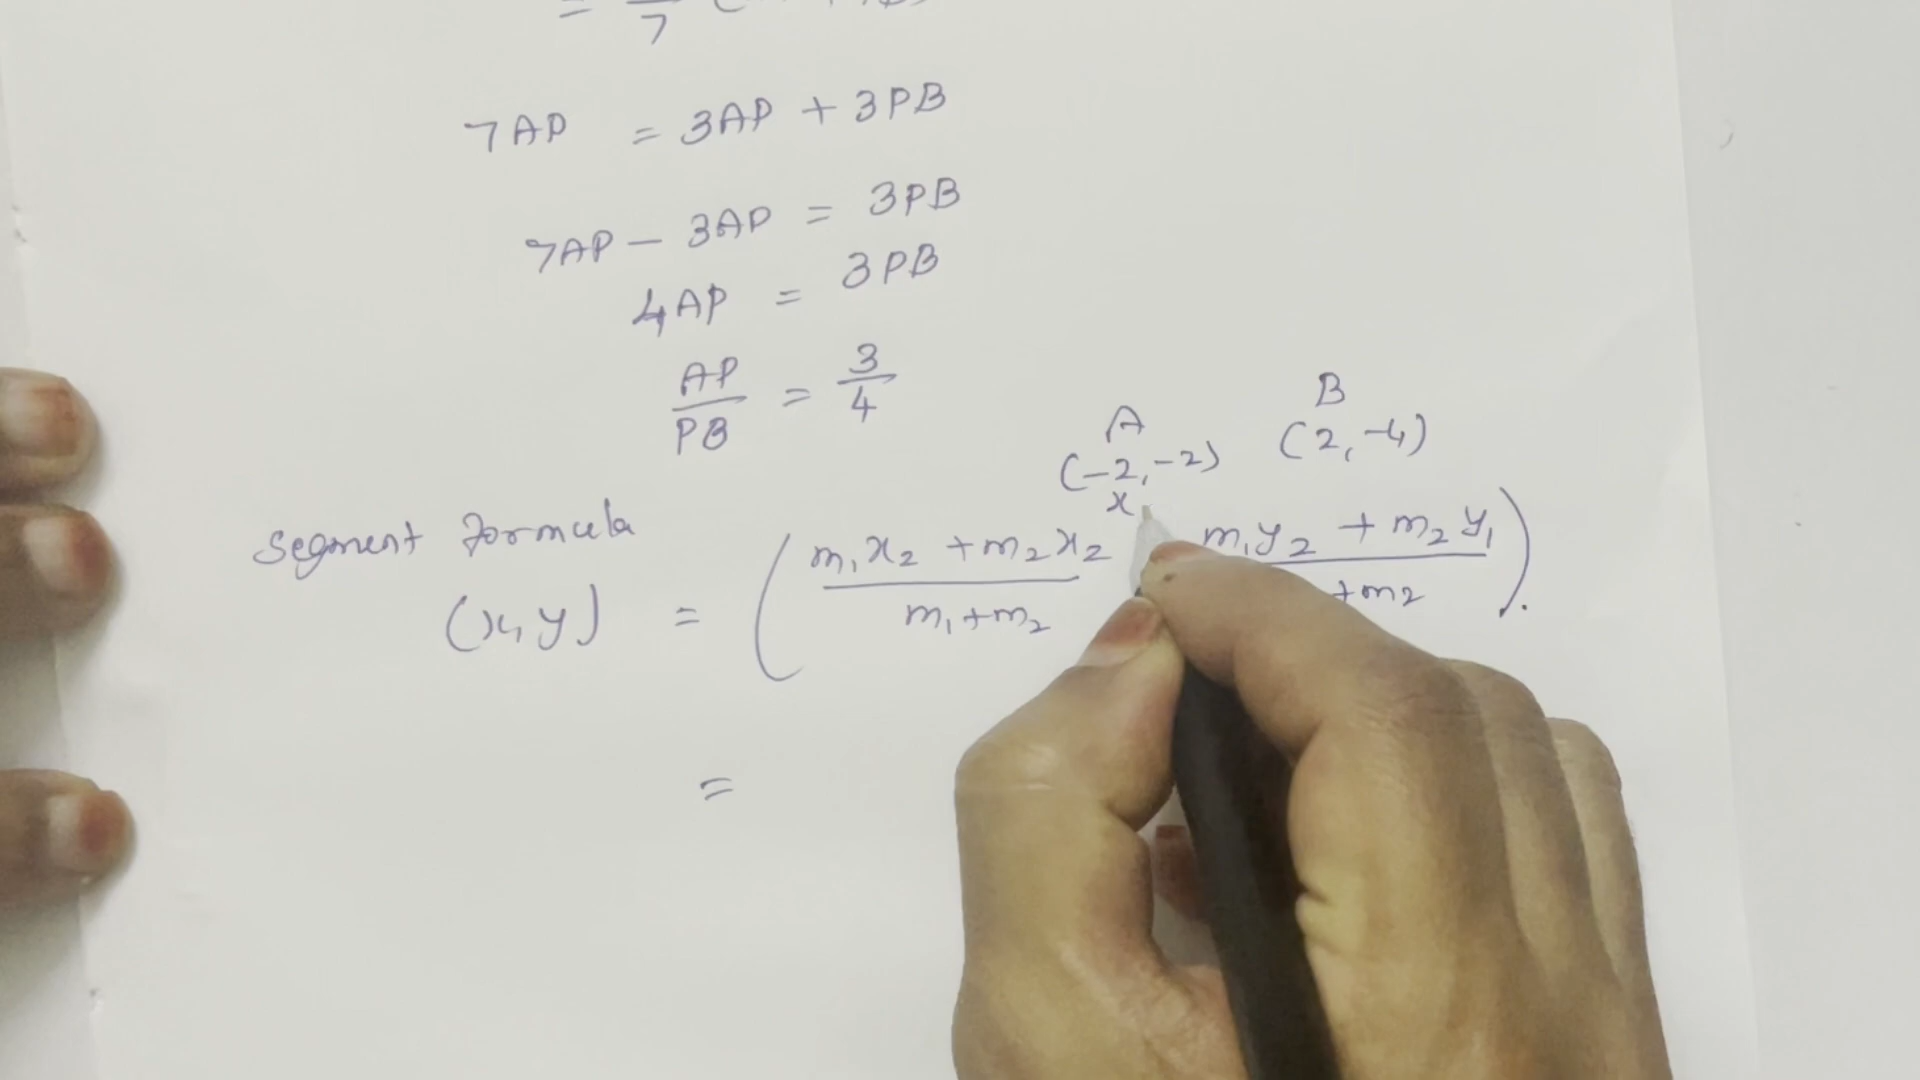 = 7
7AP = 3AP + 3PB
7AP - 3AP = 3PB
4AP = 3PB
AP/PB = 3/4
A B
(-2,-2) (2,-4)
x
Segment formula
(x,y) = ( m₁x₂ + m₂x₂ / m₁+m₂ m₁y₂ + m₂y₁ / +m₂ ).
=